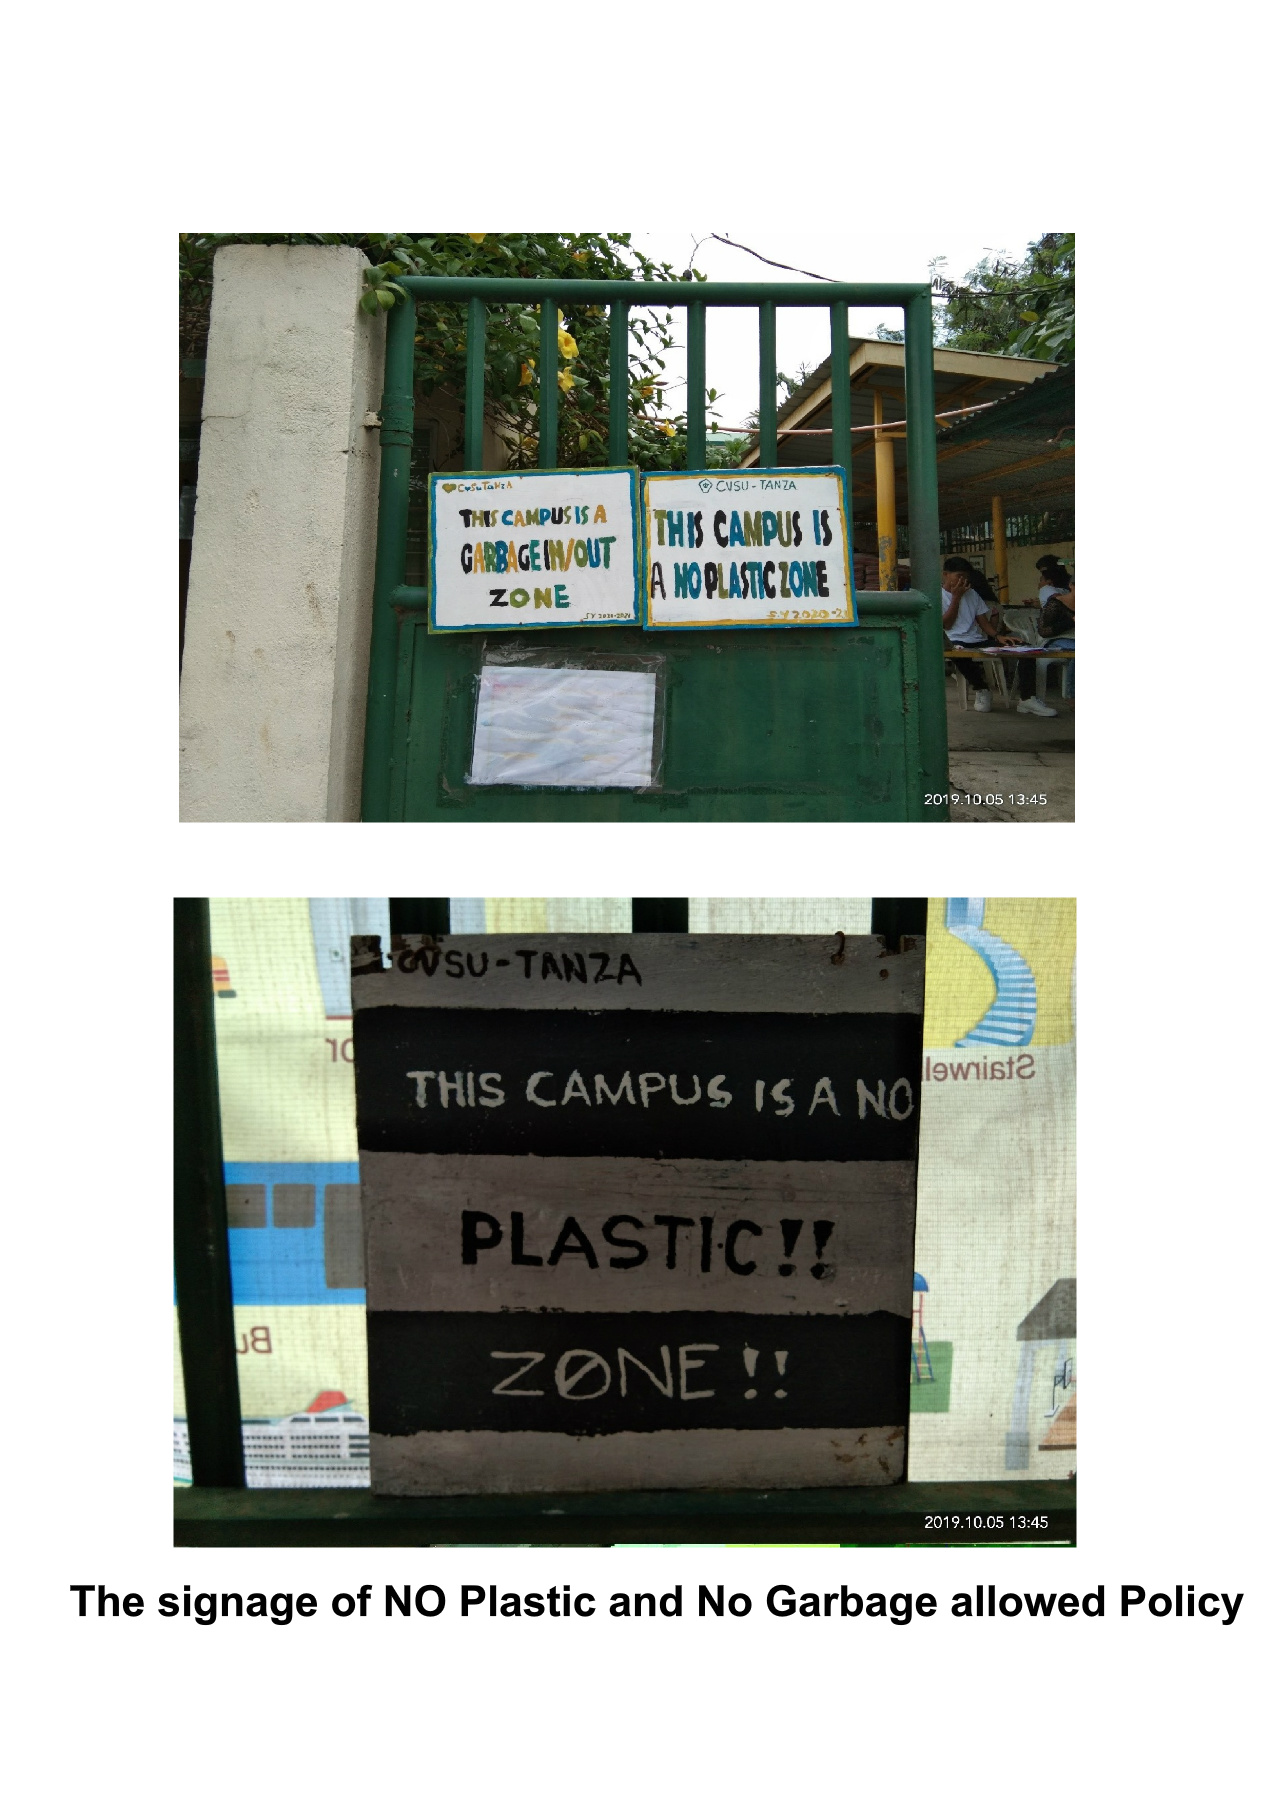 CvSU TANZA
THIS CAMPUS IS A
GARBAGE IN/OUT
ZONE
CVSU - TANZA
THIS CAMPUS IS
A NO PLASTIC ZONE
2019.10.05 13:45
CVSU-TANZA
THIS CAMPUS IS A NO
PLASTIC!!
ZONE!!
Stairwel
Bu
2019.10.05 13:45
The signage of NO Plastic and No Garbage allowed Policy